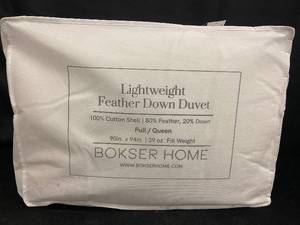 Lightweight
Feather Down Duvet
100% Cotton Shell | 80% Feather, 20% Down
Full / Queen
90in. x 94in. | 29 oz. Fill Weight
BOKSER HOME
WWW.BOKSERHOME.COM